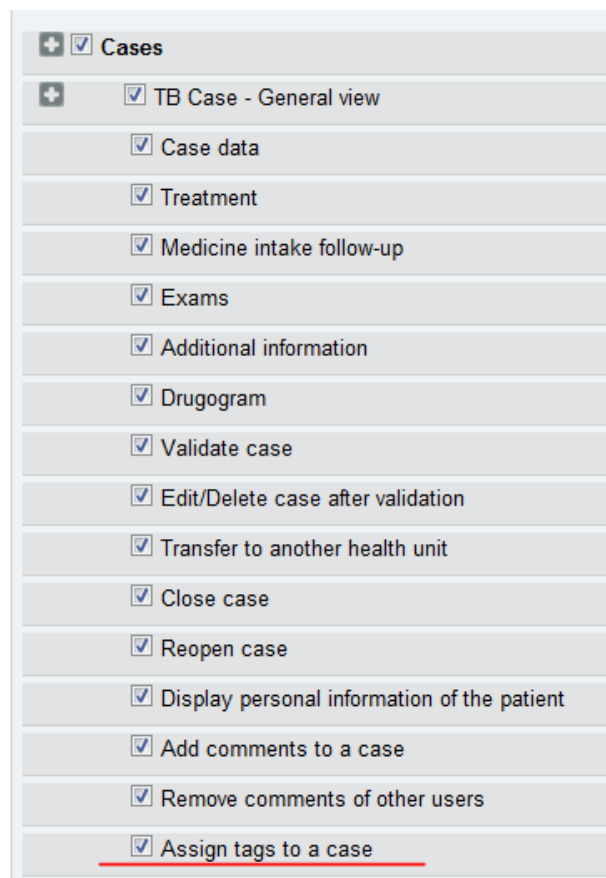 Cases
TB Case - General view
Case data
Treatment
Medicine intake follow-up
Exams
Additional information
Drugogram
Validate case
Edit/Delete case after validation
Transfer to another health unit
Close case
Reopen case
Display personal information of the patient
Add comments to a case
Remove comments of other users
Assign tags to a case